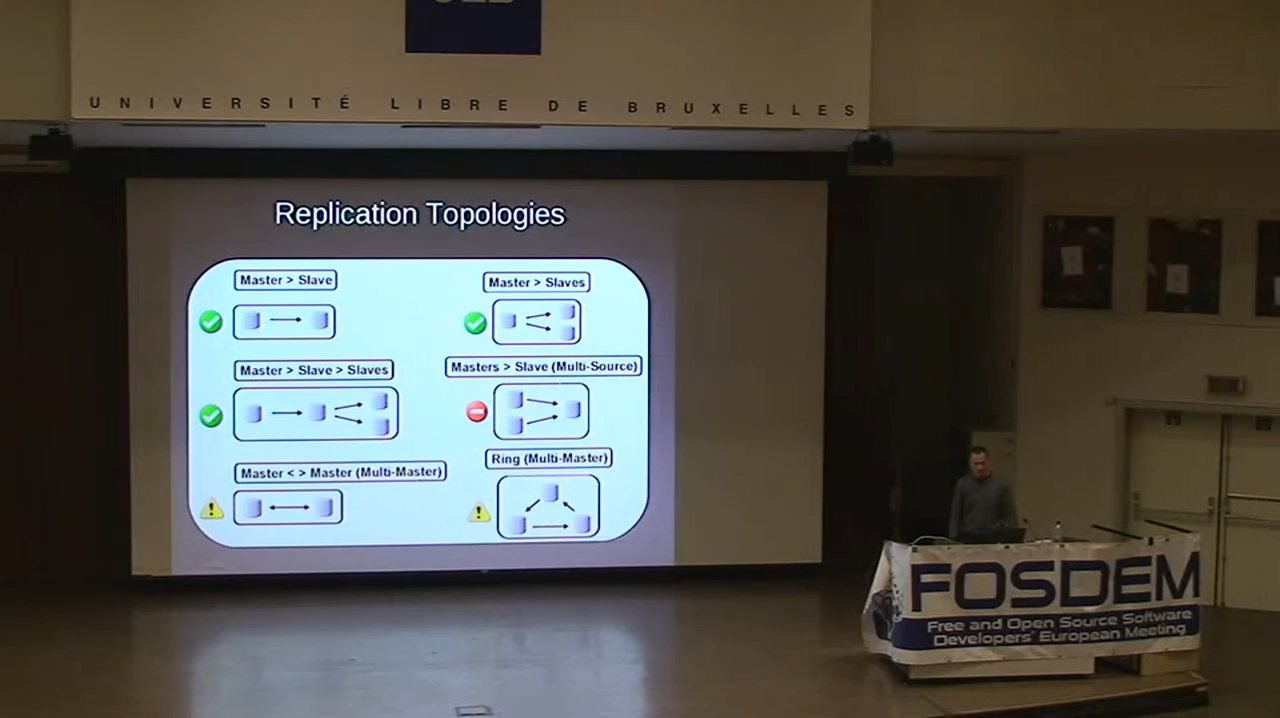 UNIVERSITÉ LIBRE DE BRUXELLES
Replication Topologies
Master > Slave
Master > Slaves
Master > Slave > Slaves
Masters > Slave (Multi-Source)
Master < > Master (Multi-Master)
Ring (Multi-Master)
FOSDEM
Free and Open Source Software
Developers' European Meeting